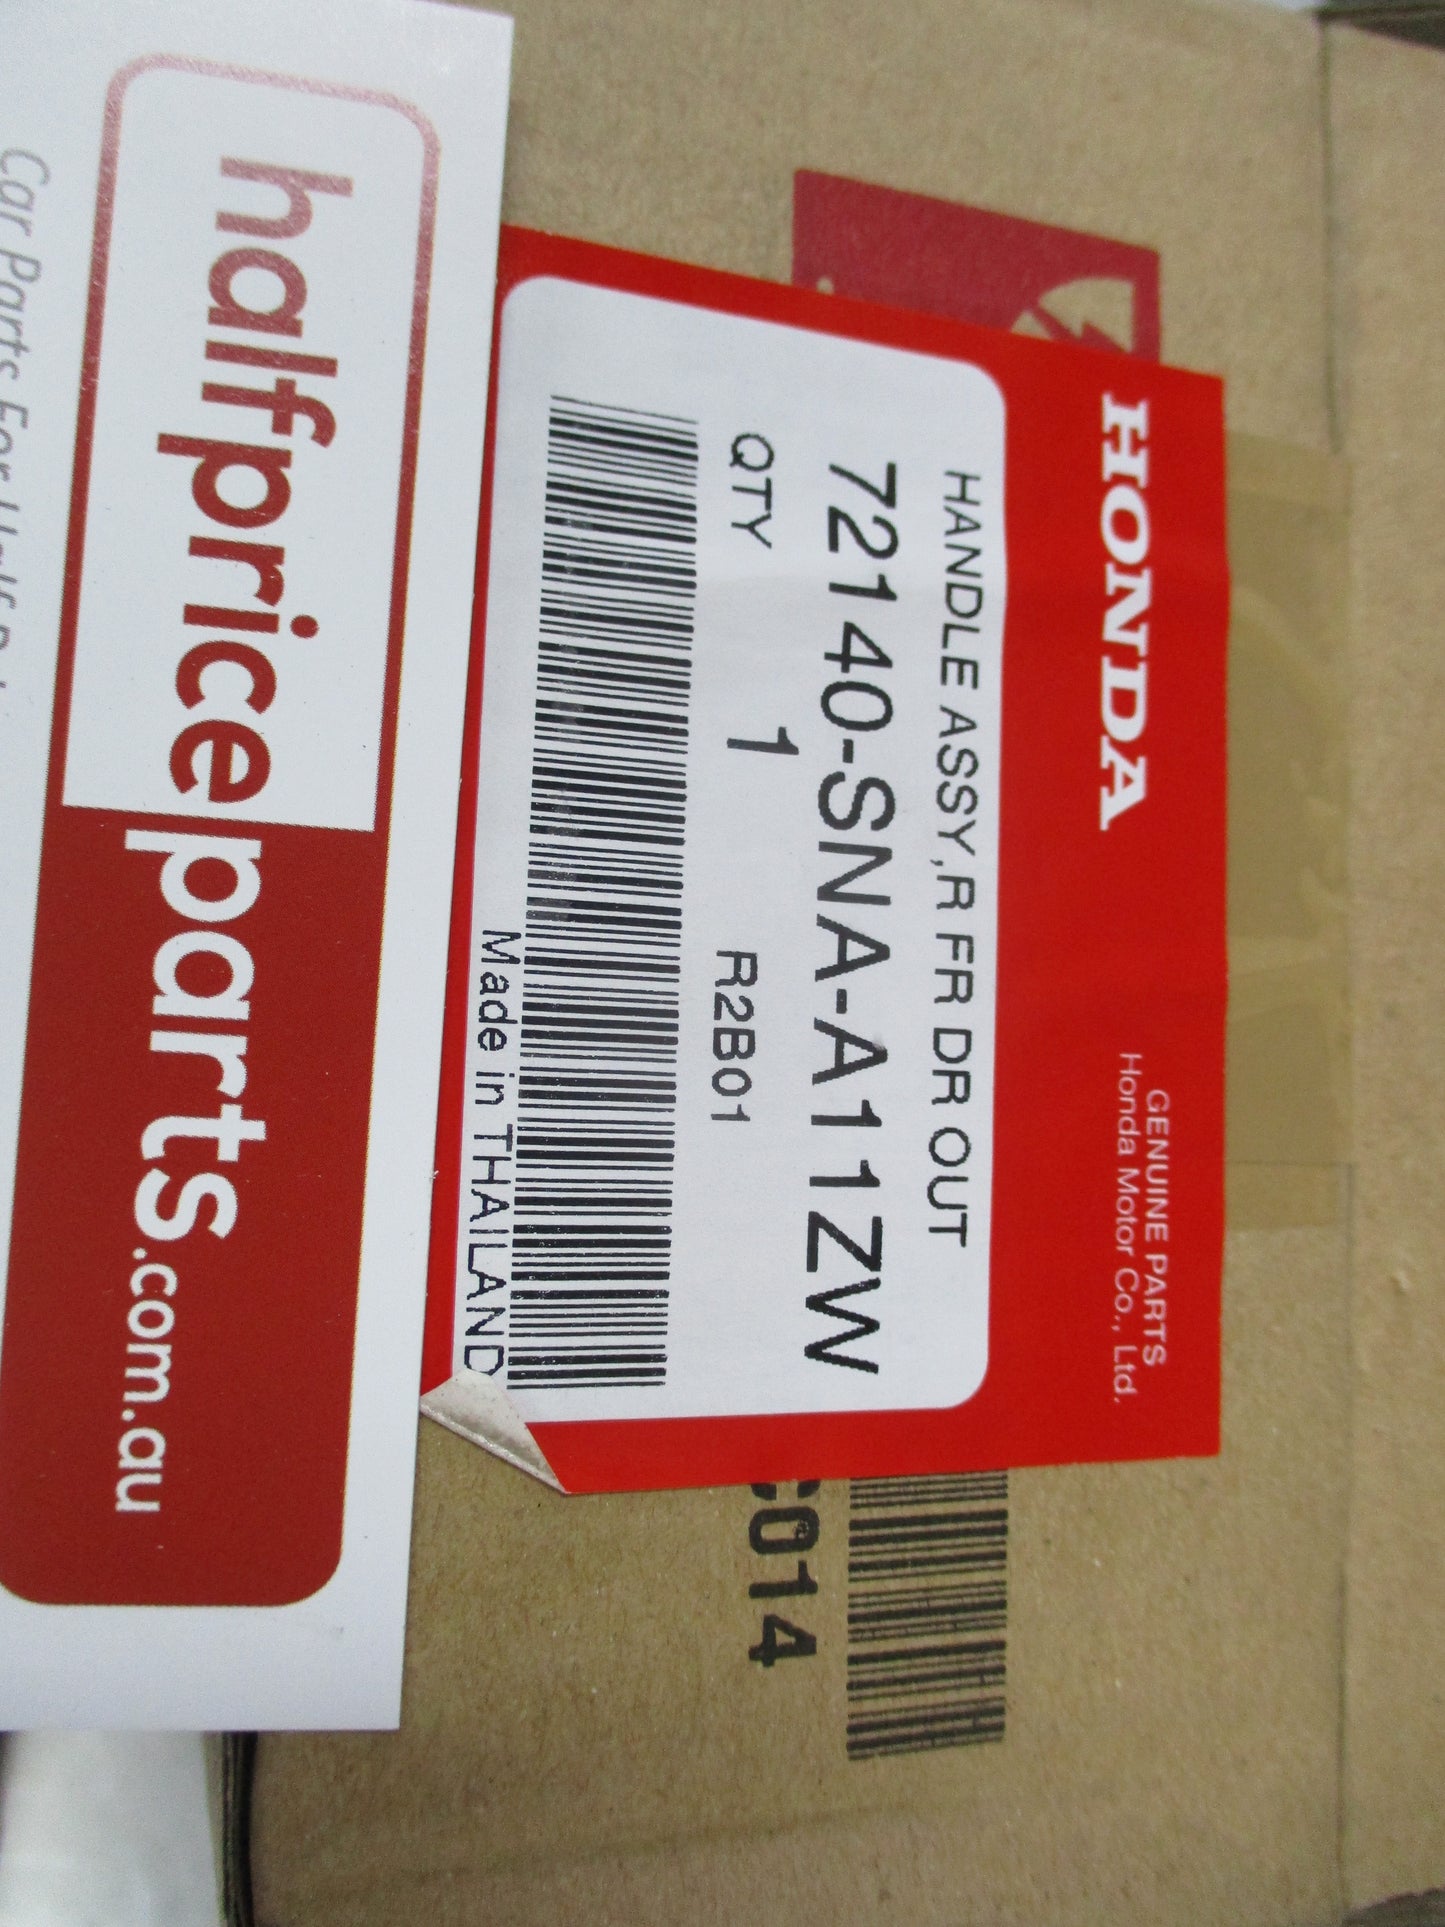 HONDA
GENUINE PARTS
Honda Motor Co., Ltd.
HANDLE ASSY,R FR DR OUT
72140-SNA-A11ZW
QTY 1 R2B01
Made in THAILAND
014
halfpriceparts.com.au
Car Parts For Half